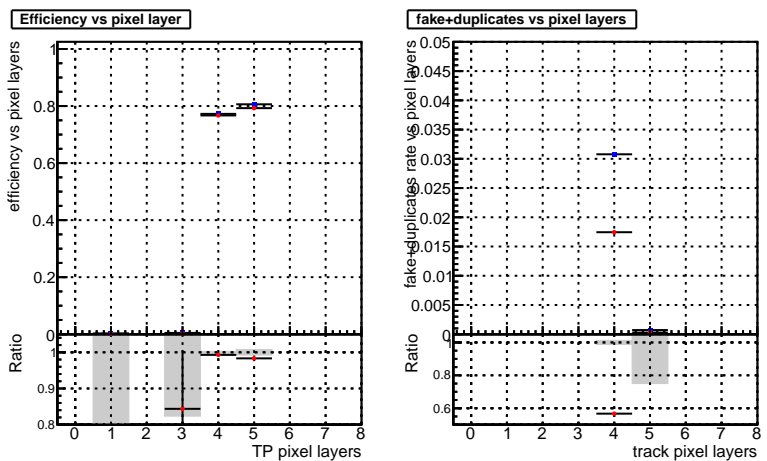 Efficiency vs pixel layer
efficiency vs pixel layers
1
0.8
0.6
0.4
0.2
0
Ratio
1
0.9
0.8
0 1 2 3 4 5 6 7 8
TP pixel layers
fake+duplicates vs pixel layers
fake+duplicates rate vs pixel layers
0.05
0.045
0.04
0.035
0.03
0.025
0.02
0.015
0.01
0.005
0
Ratio
1
0.8
0.6
0 1 2 3 4 5 6 7 8
track pixel layers